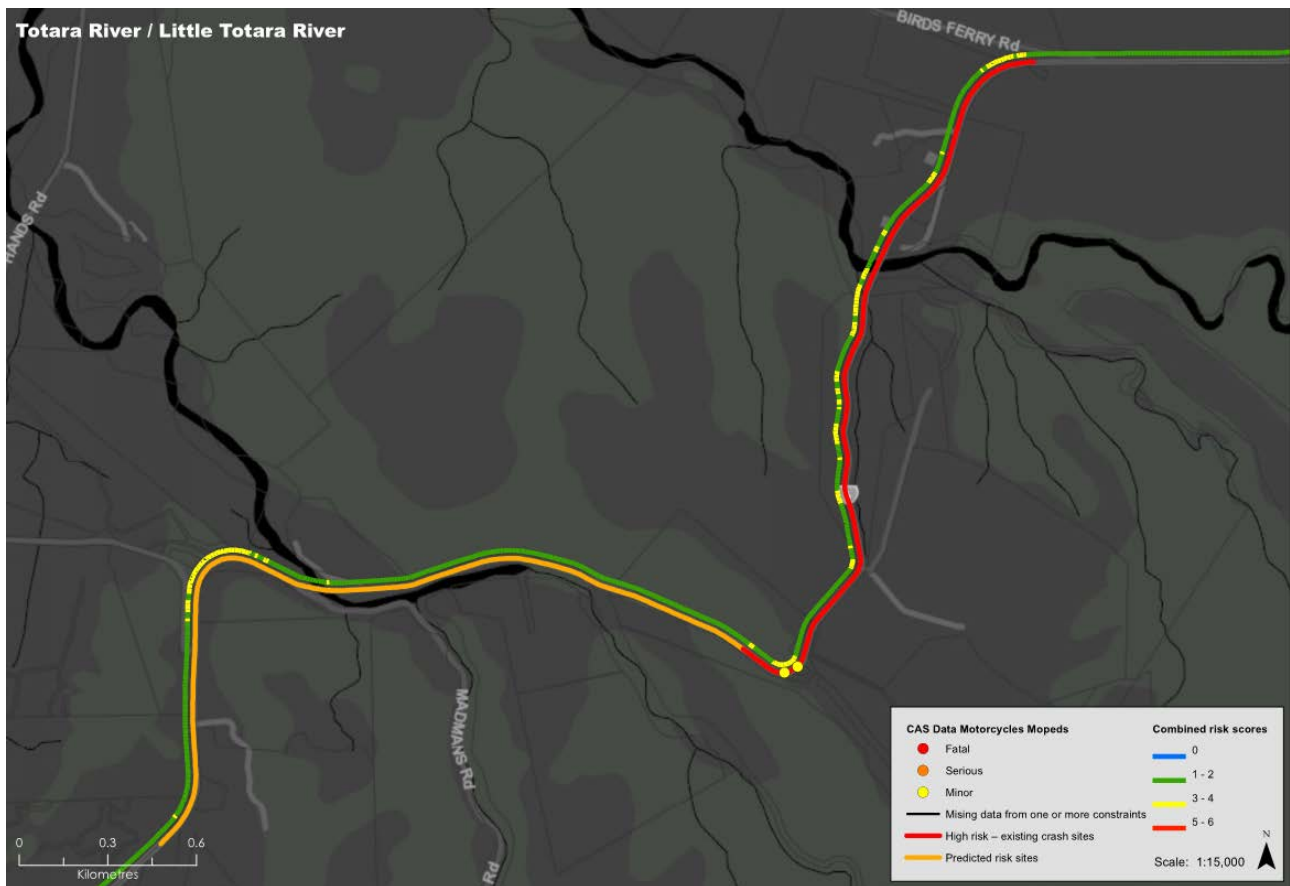 Totara River / Little Totara River
BIRDS FERRY Rd
HANDS Rd
MADMANS Rd
Rd
0 0.3 0.6
Kilometres
CAS Data Motorcycles Mopeds
Fatal
Serious
Minor
Mising data from one or more constraints
High risk – existing crash sites
Predicted risk sites
Combined risk scores
0
1 - 2
3 - 4
5 - 6
N
Scale: 1:15,000